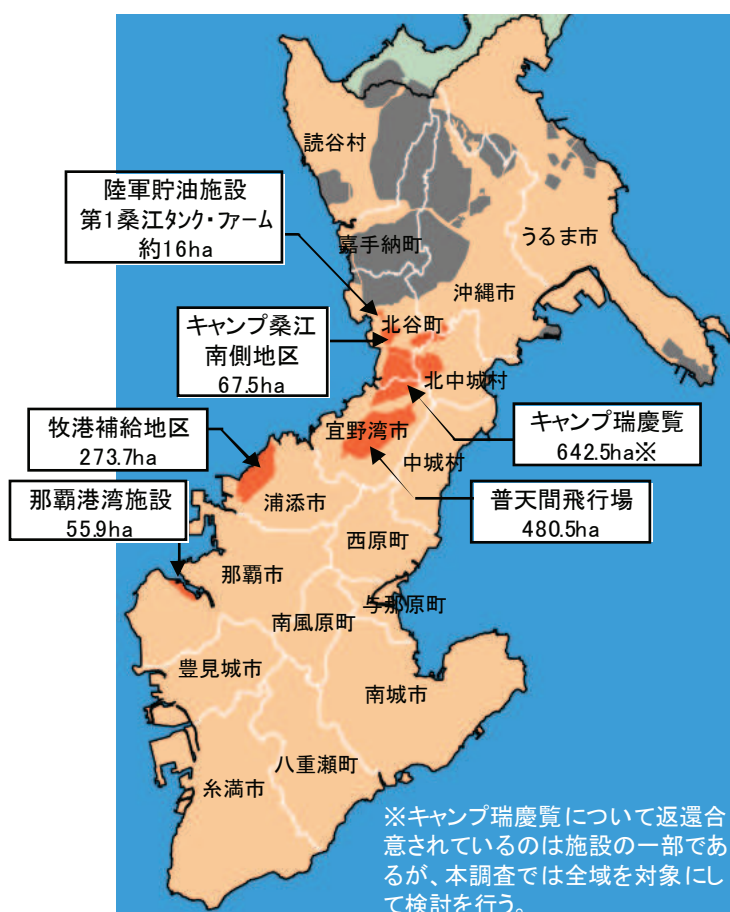 読谷村
陸軍貯油施設
第1桑江タンク・ファーム
約16ha
嘉手納町
うるま市
沖縄市
北谷町
キャンプ桑江
南側地区
67.5ha
北中城村
キャンプ瑞慶覧
642.5ha※
牧港補給地区
273.7ha
宜野湾市
中城村
普天間飛行場
480.5ha
那覇港湾施設
55.9ha
浦添市
西原町
那覇市
与那原町
南風原町
豊見城市
南城市
八重瀬町
糸満市
※キャンプ瑞慶覧について返還合
意されているのは施設の一部であ
るが、本調査では全域を対象にし
て検討を行う。